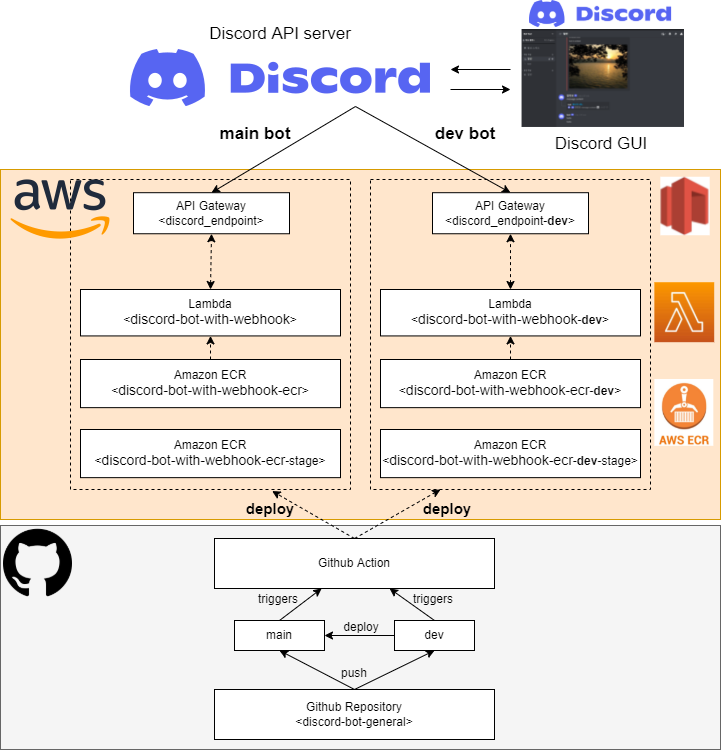 Discord API server
Discord
Discord
Discord GUI
main bot
dev bot
aws
API Gateway
<discord_endpoint>
API Gateway
<discord_endpoint-dev>
Lambda
<discord-bot-with-webhook>
Lambda
<discord-bot-with-webhook-dev>
Amazon ECR
<discord-bot-with-webhook-ecr>
Amazon ECR
<discord-bot-with-webhook-ecr-dev>
AWS ECR
Amazon ECR
<discord-bot-with-webhook-ecr-stage>
Amazon ECR
<discord-bot-with-webhook-ecr-dev-stage>
deploy
deploy
Github Action
triggers
triggers
main
deploy
dev
push
Github Repository
<discord-bot-general>